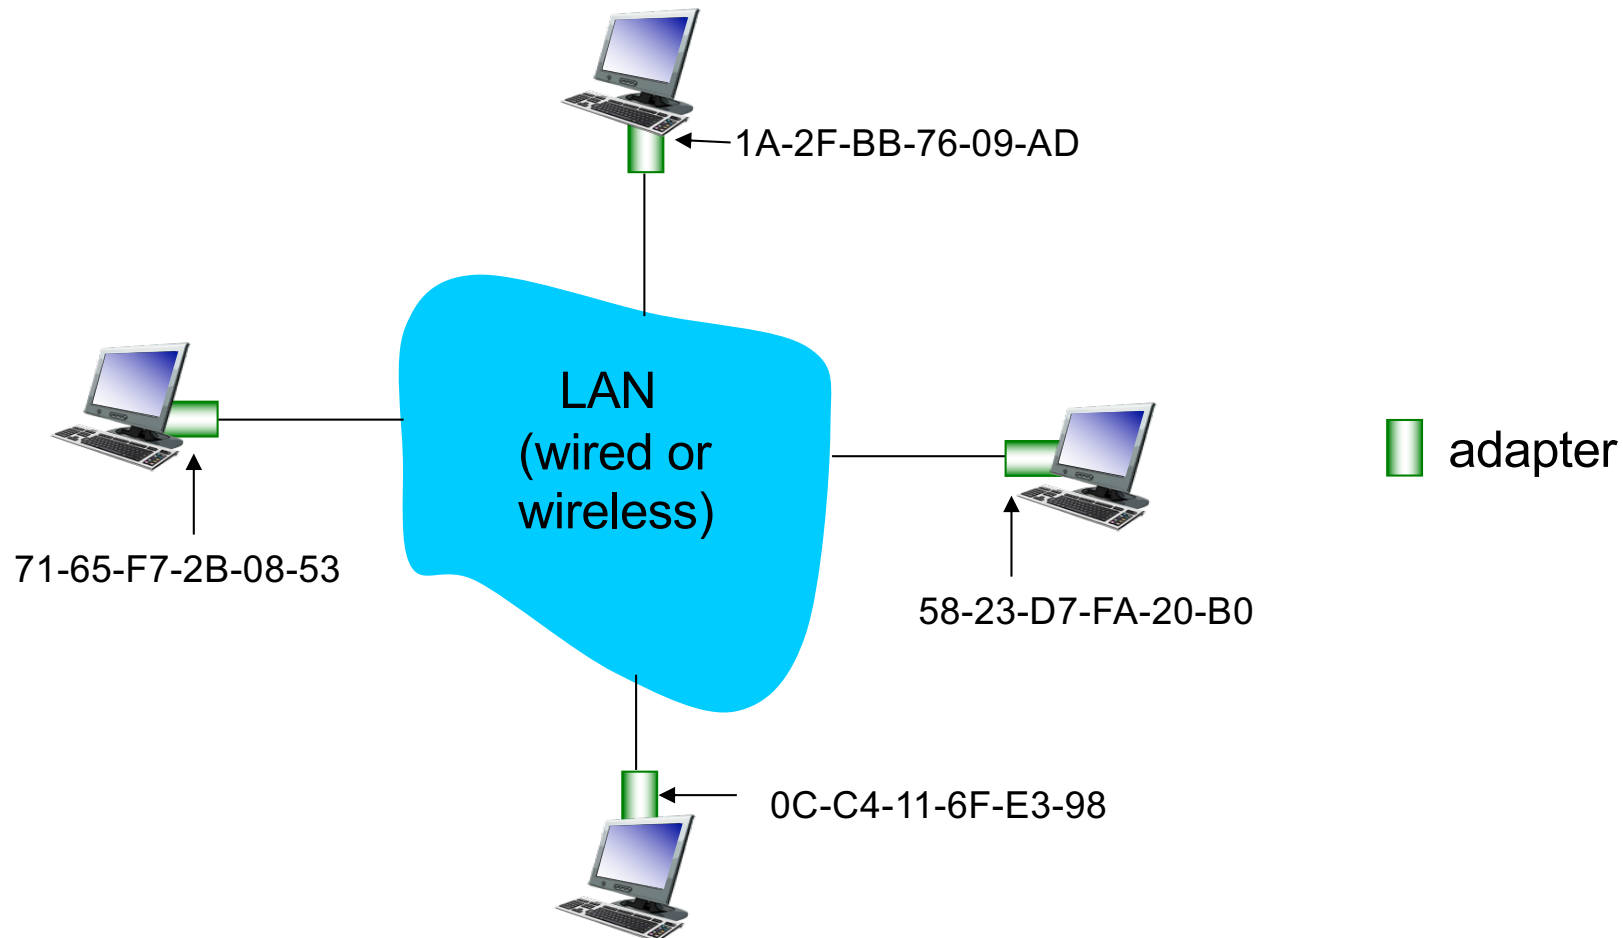 1A-2F-BB-76-09-AD
LAN
(wired or
wireless)
adapter
71-65-F7-2B-08-53
58-23-D7-FA-20-B0
0C-C4-11-6F-E3-98